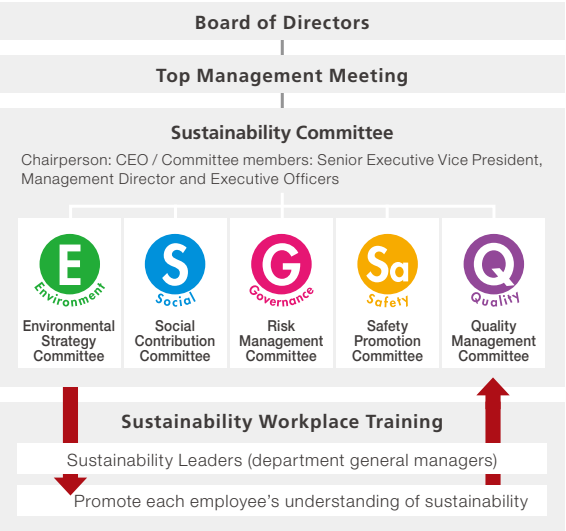 Board of Directors
Top Management Meeting
Sustainability Committee
Chairperson: CEO / Committee members: Senior Executive Vice President,
Management Director and Executive Officers
E
Environment
Environmental
Strategy
Committee
S
Social
Social
Contribution
Committee
G
Governance
Risk
Management
Committee
Sa
Safety
Safety
Promotion
Committee
Q
Quality
Quality
Management
Committee
Sustainability Workplace Training
Sustainability Leaders (department general managers)
Promote each employee's understanding of sustainability